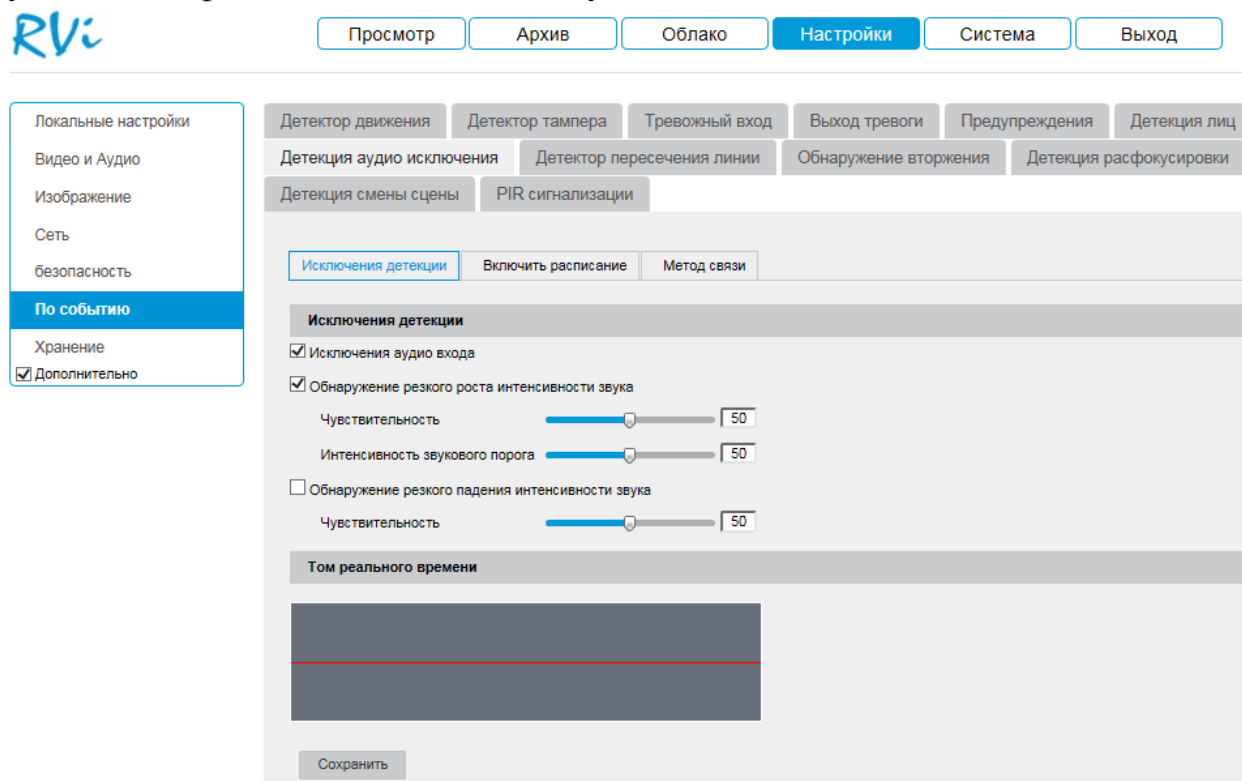 RVi
Просмотр Архив Облако Настройки Система Выход
Локальные настройки
Видео и Аудио
Изображение
Сеть
безопасность
По событию
Хранение
Дополнительно
Детектор движения Детектор тампера Тревожный вход Выход тревоги Предупреждения Детекция лиц
Детекция аудио исключения Детектор пересечения линии Обнаружение вторжения Детекция расфокусировки
Детекция смены сцены PIR сигнализации
Исключения детекции Включить расписание Метод связи
Исключения детекции
Исключения аудио входа
Обнаружение резкого роста интенсивности звука
Чувствительность 50
Интенсивность звукового порога 50
Обнаружение резкого падения интенсивности звука
Чувствительность 50
Том реального времени
Сохранить